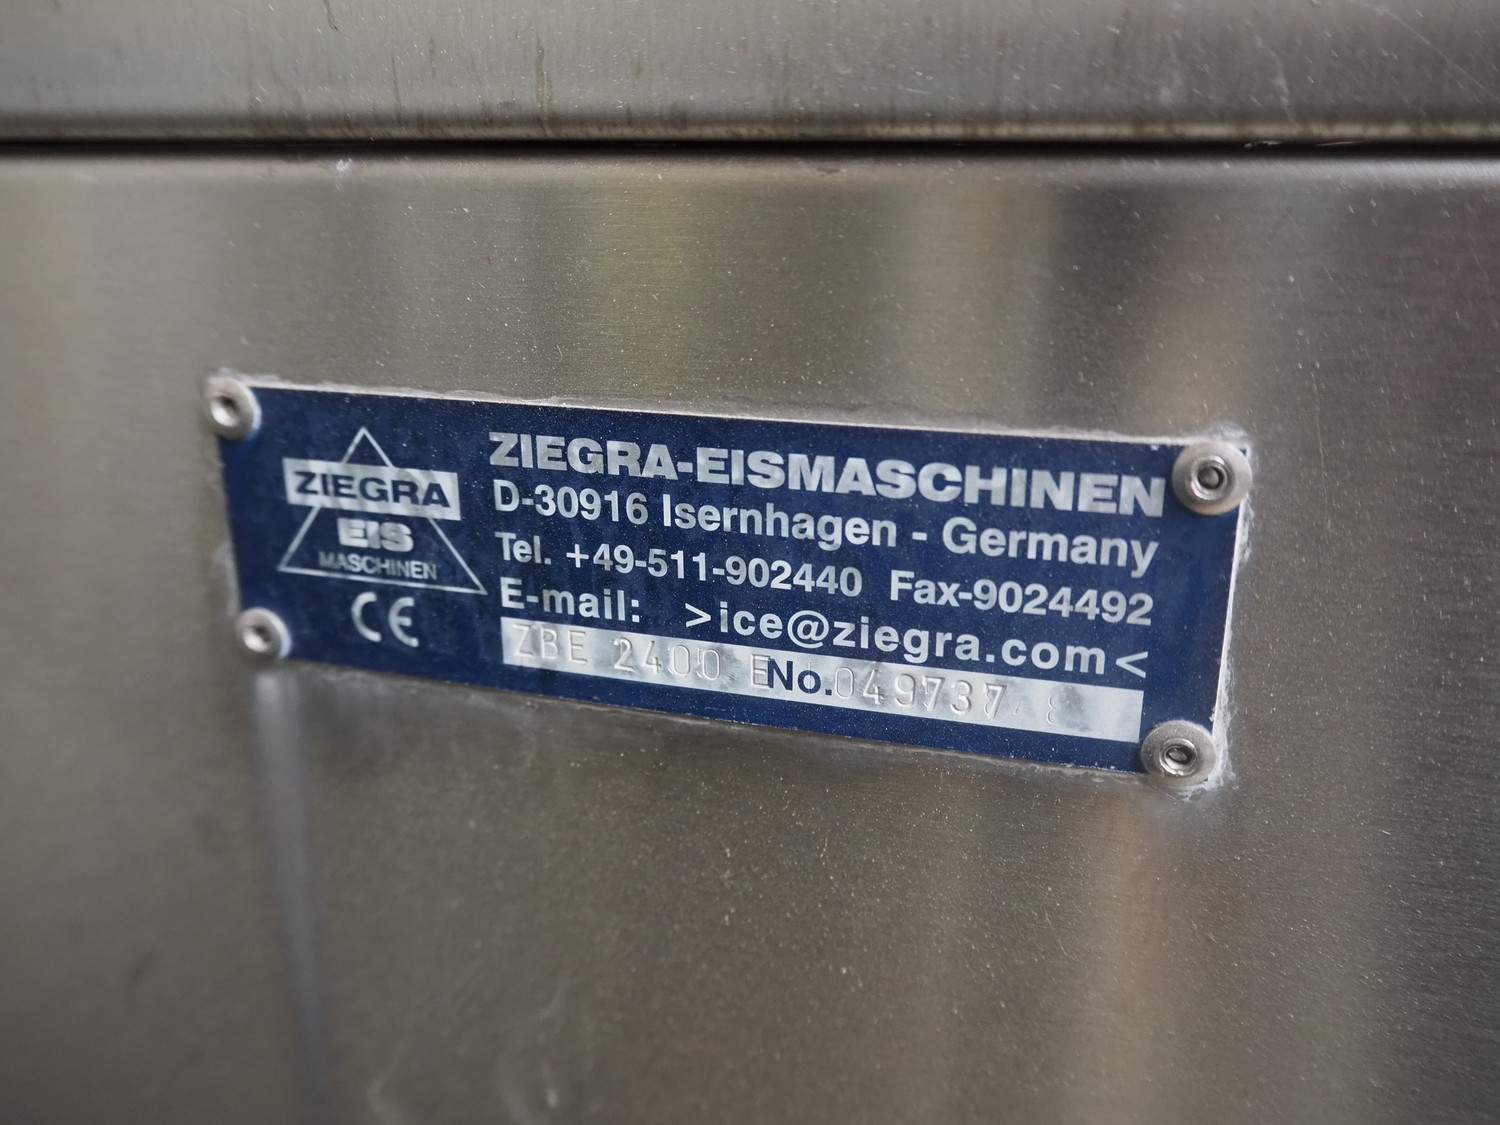 ZIEGRA
EIS
MASCHINEN
ZIEGRA-EISMASCHINEN
D-30916 Isernhagen - Germany
Tel. +49-511-902440 Fax-9024492
E-mail: >ice@ziegra.com<
CE
ZBE 2400 E No. 049737